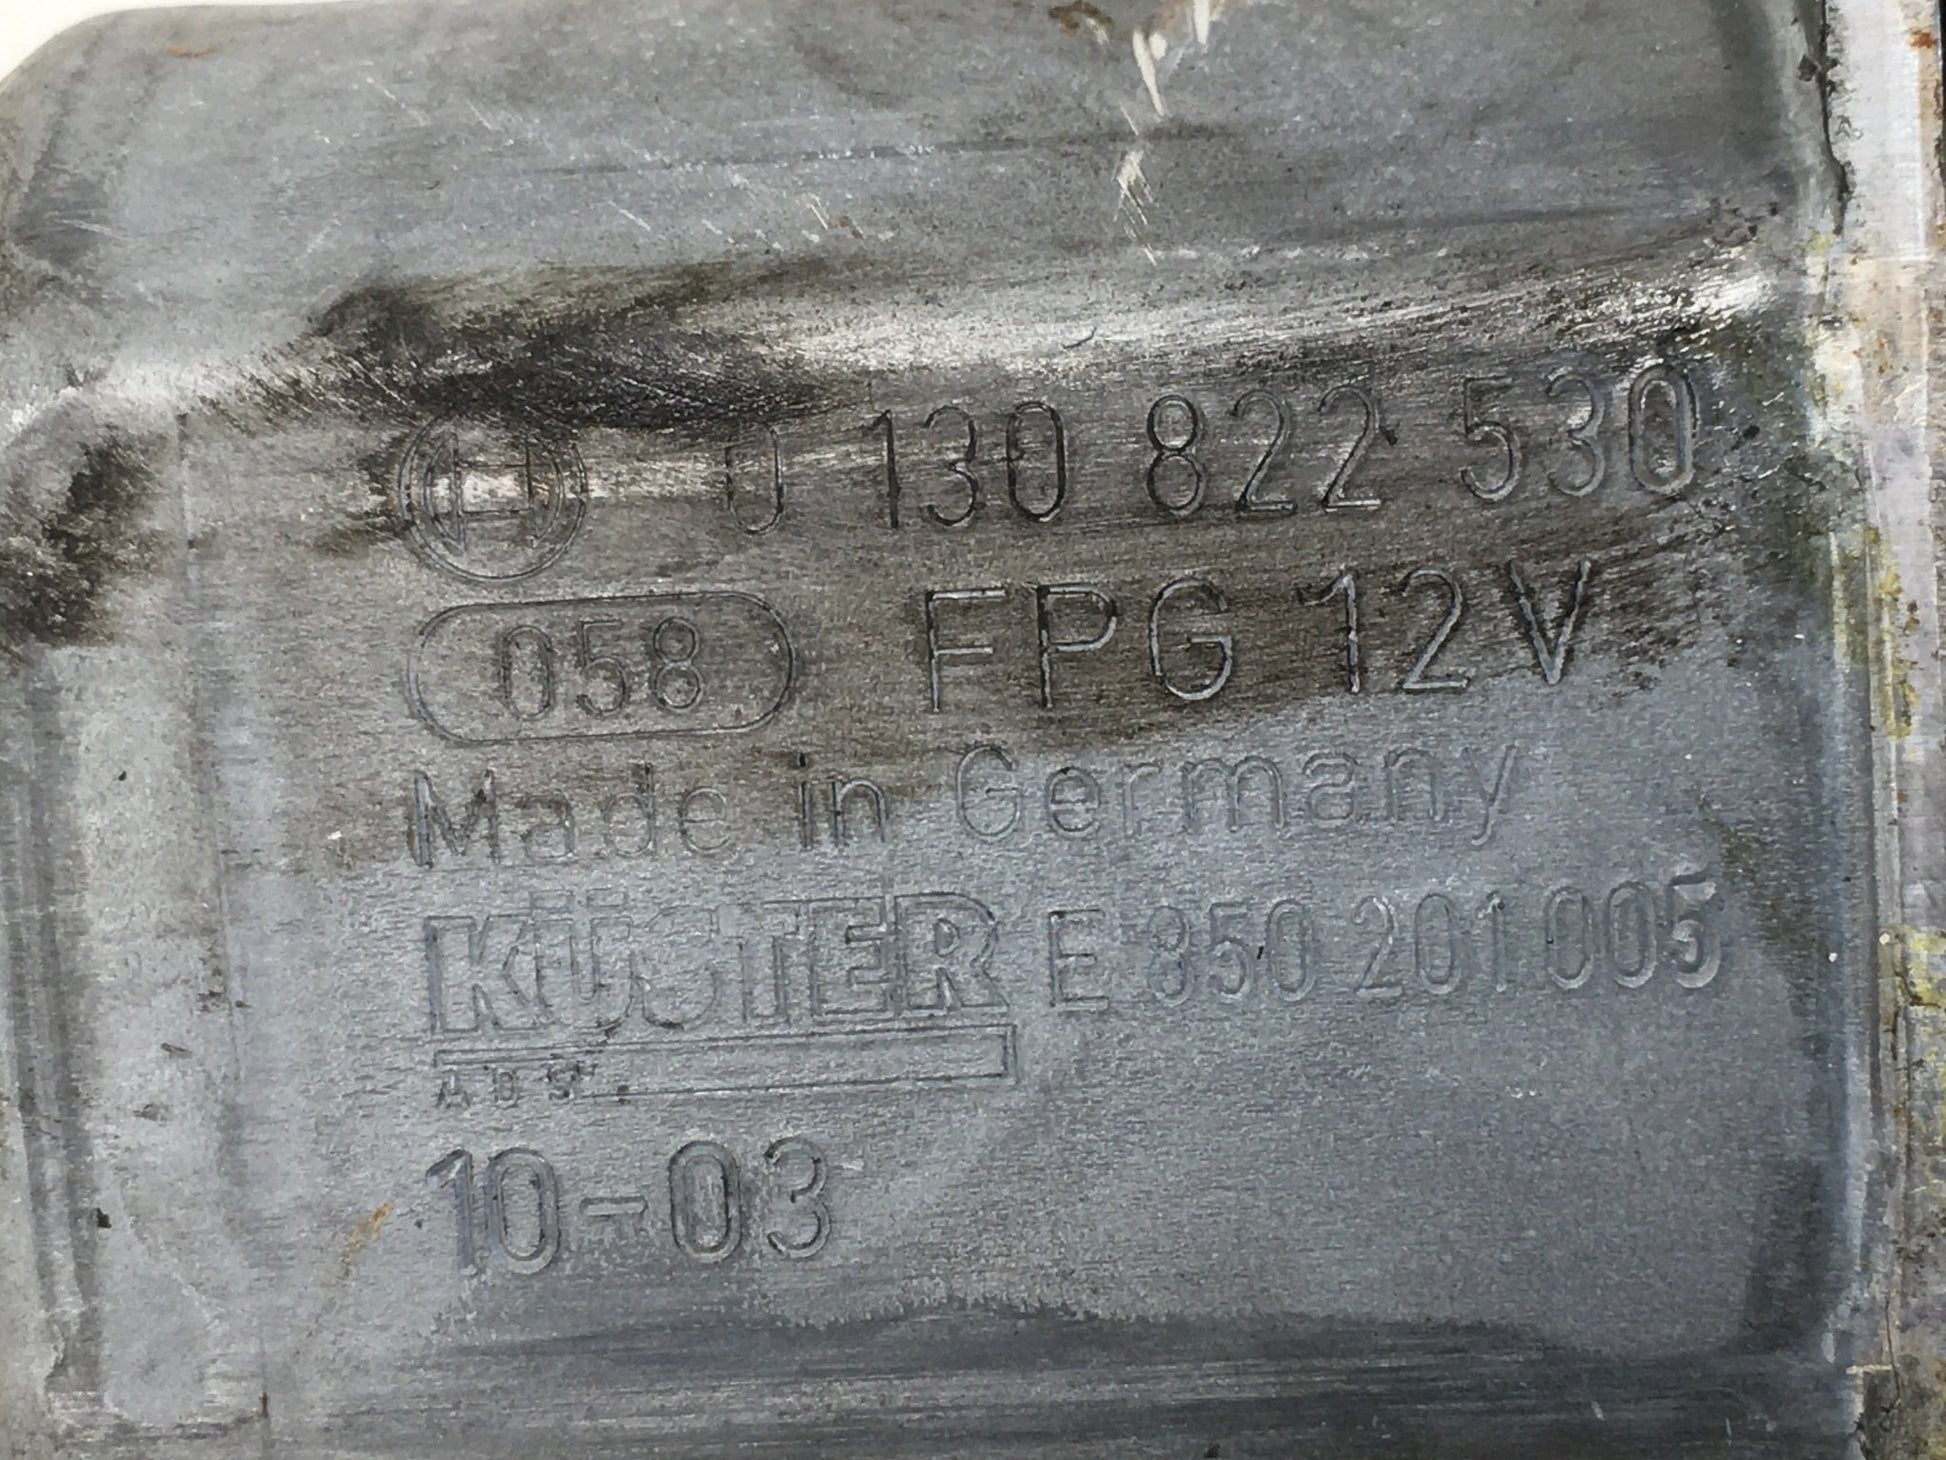 0 130 822 530
058 FPG 12V
Made in Germany
KÜSTER E 850 201 005
10-03